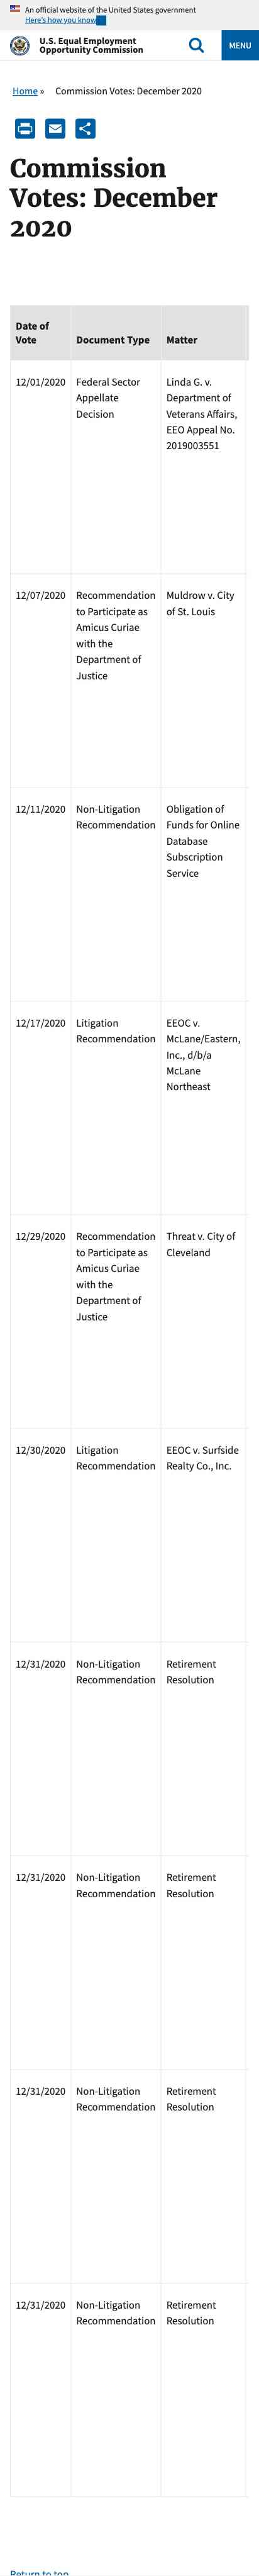 An official website of the United States government
Here's how you know
U.S. Equal Employment
Opportunity Commission
MENU
Home » Commission Votes: December 2020
Commission
Votes: December
2020
Date of
Vote
Document Type
Matter
12/01/2020
Federal Sector
Appellate
Decision
Linda G. v.
Department of
Veterans Affairs,
EEO Appeal No.
2019003551
12/07/2020
Recommendation
to Participate as
Amicus Curiae
with the
Department of
Justice
Muldrow v. City
of St. Louis
12/11/2020
Non-Litigation
Recommendation
Obligation of
Funds for Online
Database
Subscription
Service
12/17/2020
Litigation
Recommendation
EEOC v.
McLane/Eastern,
Inc., d/b/a
McLane
Northeast
12/29/2020
Recommendation
to Participate as
Amicus Curiae
with the
Department of
Justice
Threat v. City of
Cleveland
12/30/2020
Litigation
Recommendation
EEOC v. Surfside
Realty Co., Inc.
12/31/2020
Non-Litigation
Recommendation
Retirement
Resolution
12/31/2020
Non-Litigation
Recommendation
Retirement
Resolution
12/31/2020
Non-Litigation
Recommendation
Retirement
Resolution
12/31/2020
Non-Litigation
Recommendation
Retirement
Resolution
Return to top